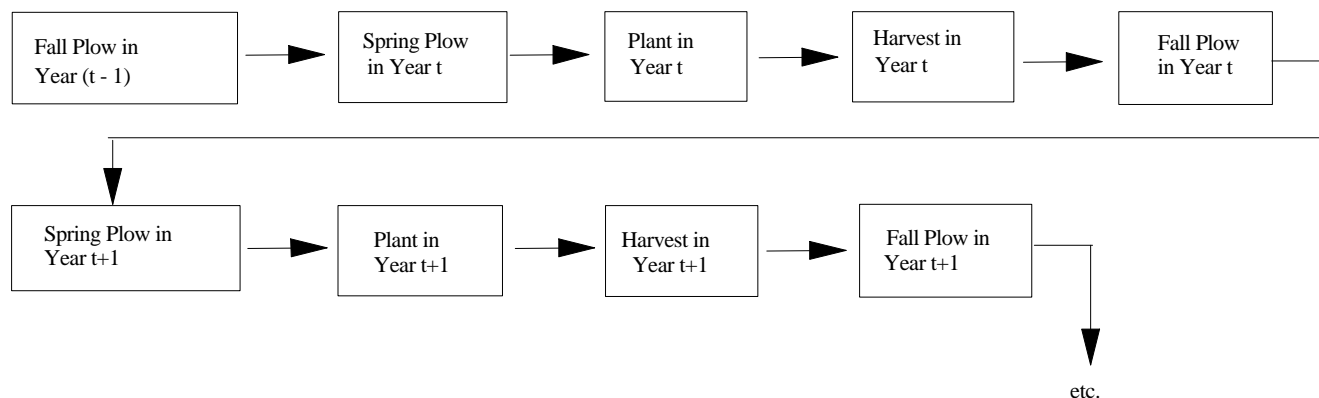 Fall Plow in
Year (t - 1)
Spring Plow
in Year t
Plant in
Year t
Harvest in
Year t
Fall Plow
in Year t
Spring Plow in
Year t+1
Plant in
Year t+1
Harvest in
Year t+1
Fall Plow in
Year t+1
etc.